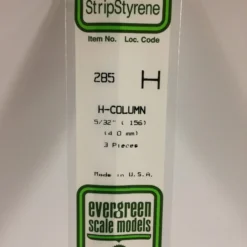 StripStyrene
Item No. Loc. Code
285 H
H-COLUMN
5/32" ( .156)
(4.0 mm)
3 Pieces
Made in U.S.A.
evergreen
scale models